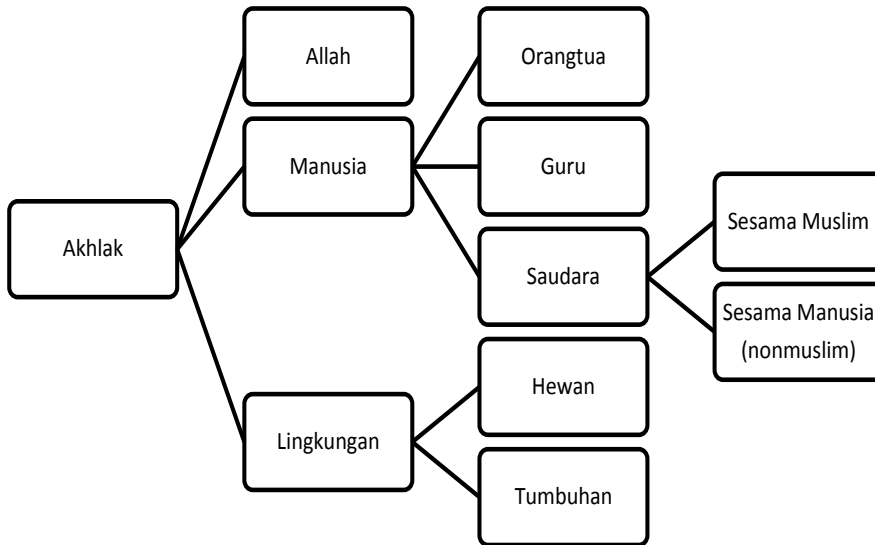 Akhlak
Allah
Manusia
Lingkungan
Orangtua
Guru
Saudara
Hewan
Tumbuhan
Sesama Muslim
Sesama Manusia
(nonmuslim)